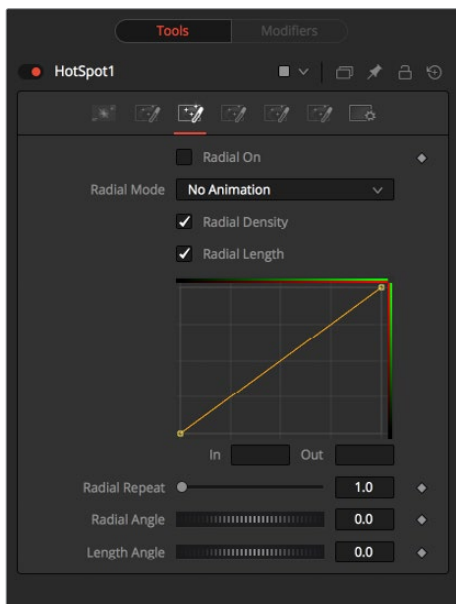 Tools Modifiers
HotSpot1
Radial On
Radial Mode No Animation
Radial Density
Radial Length
In Out
Radial Repeat 1.0
Radial Angle 0.0
Length Angle 0.0